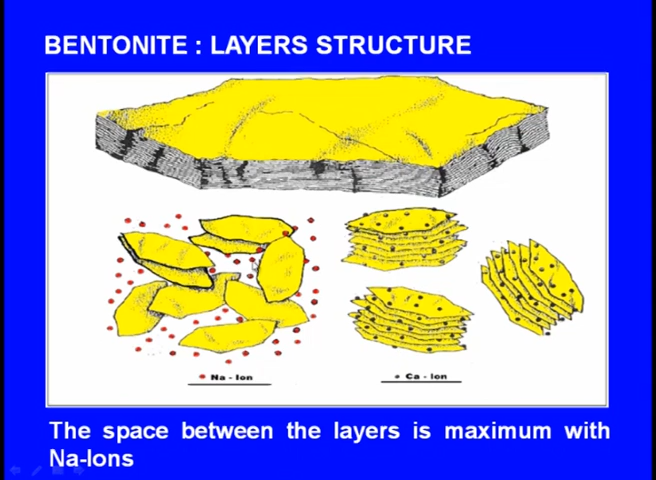 BENTONITE : LAYERS STRUCTURE
Na - Ion
Ca - Ion
The space between the layers is maximum with
Na-Ions